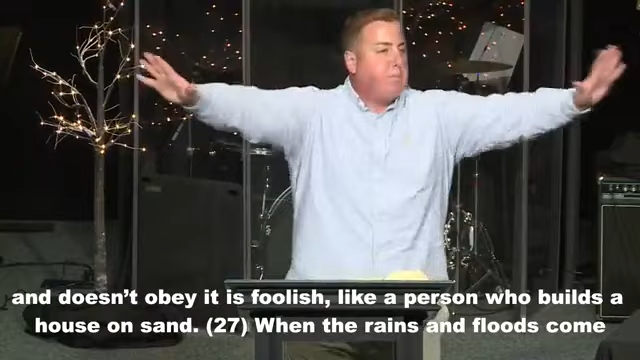 and doesn’t obey it is foolish, like a person who builds a
house on sand. (27) When the rains and floods come